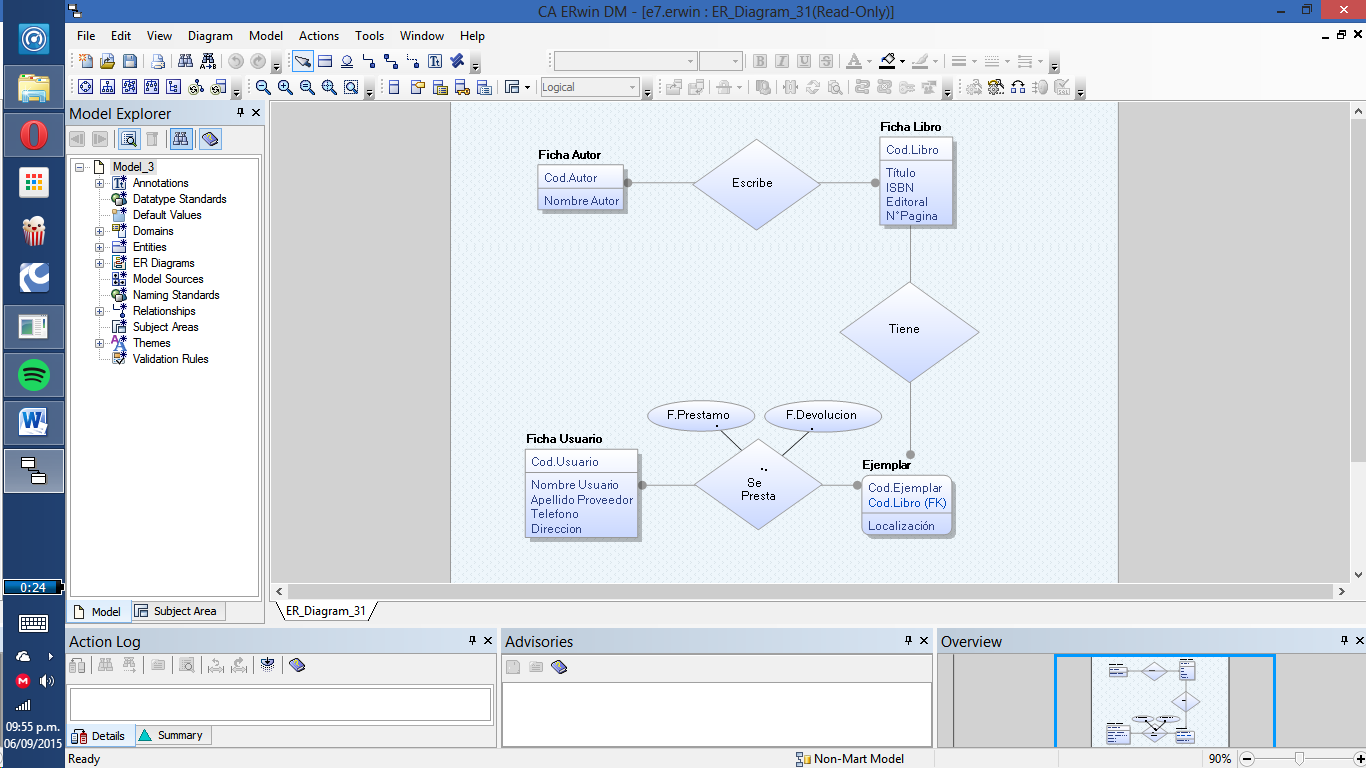 CA ERwin DM - [e7.erwin : ER_Diagram_31(Read-Only)]
File Edit View Diagram Model Actions Tools Window Help
A→B
Tt
B I U S A
Logical
Model Explorer
Model_3
Annotations
Datatype Standards
Default Values
Domains
Entities
ER Diagrams
Model Sources
Naming Standards
Relationships
Subject Areas
Themes
Validation Rules
Model Subject Area
Ficha Autor
Cod.Autor
Nombre Autor
Escribe
Ficha Libro
Cod.Libro
Título
ISBN
Editoral
N°Pagina
Tiene
F.Prestamo
F.Devolucion
Se
Presta
Ficha Usuario
Cod.Usuario
Nombre Usuario
Apellido Proveedor
Telefono
Direccion
Ejemplar
Cod.Ejemplar
Cod.Libro (FK)
Localización
ER_Diagram_31
Action Log
Details Summary
Advisories
Overview
0:24
09:55 p.m.
06/09/2015
Ready
Non-Mart Model
90%